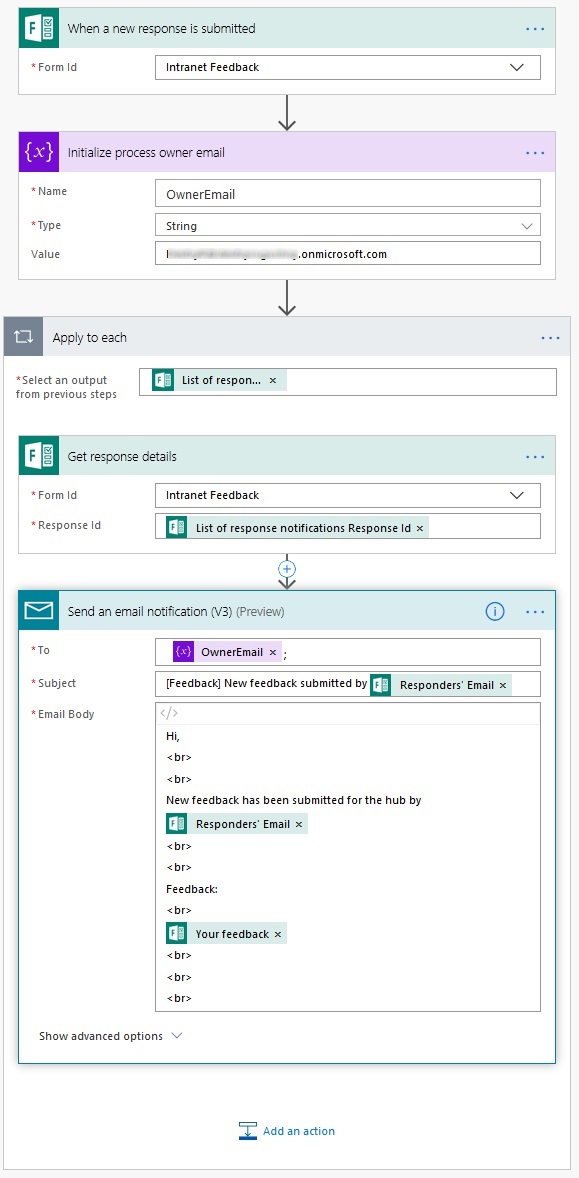 When a new response is submitted
* Form Id
Intranet Feedback
{x} Initialize process owner email
* Name
OwnerEmail
* Type
String
Value
.onmicrosoft.com
Apply to each
* Select an output
from previous steps
List of respon... ×
Get response details
* Form Id
Intranet Feedback
* Response Id
List of response notifications Response Id ×
Send an email notification (V3) (Preview)
* To
{x} OwnerEmail × ;
* Subject
[Feedback] New feedback submitted by Responders' Email ×
* Email Body
</>
Hi,
<br>
<br>
New feedback has been submitted for the hub by
Responders' Email ×
<br>
<br>
Feedback:
<br>
Your feedback ×
<br>
<br>
<br>
Show advanced options
Add an action